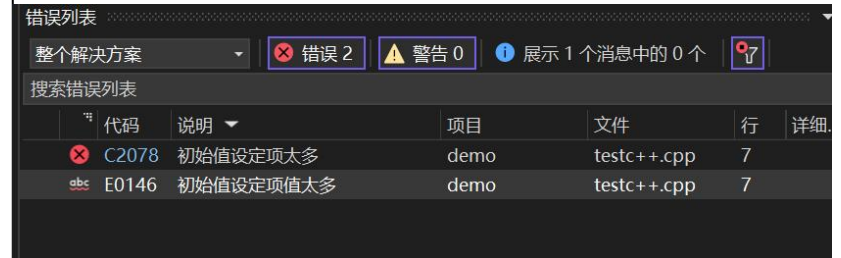 错误列表
整个解决方案 错误 2 警告 0 展示 1 个消息中的 0 个
搜索错误列表
代码 说明 项目 文件 行 详细.
C2078 初始值设定项太多 demo testc++.cpp 7
abc E0146 初始值设定项值太多 demo testc++.cpp 7